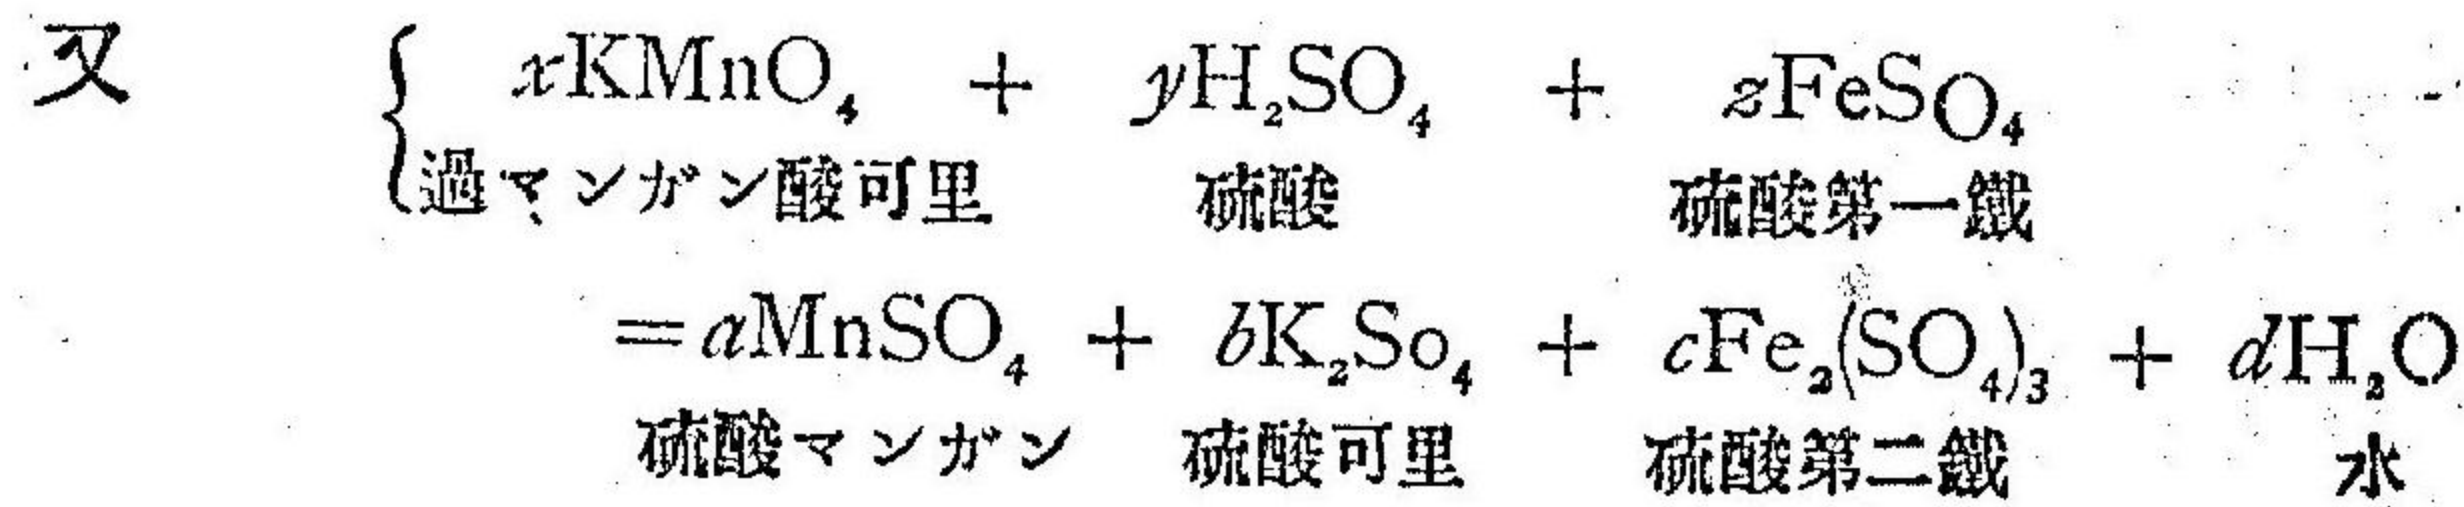 又 xKMnO₄ + yH₂SO₄ + zFeSO₄
過マンガン酸可里 硫酸 硫酸第一鐵
=aMnSO₄ + bK₂So₄ + cFe₂(SO₄)₃ + dH₂O
硫酸マンガン 硫酸可里 硫酸第二鐵 水